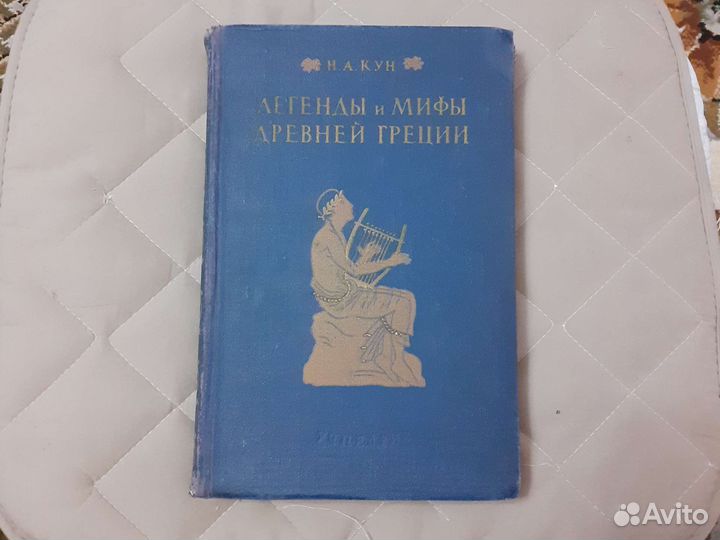 Н. А. КУН
ЛЕГЕНДЫ и МИФЫ
ДРЕВНЕЙ ГРЕЦИИ
Avito